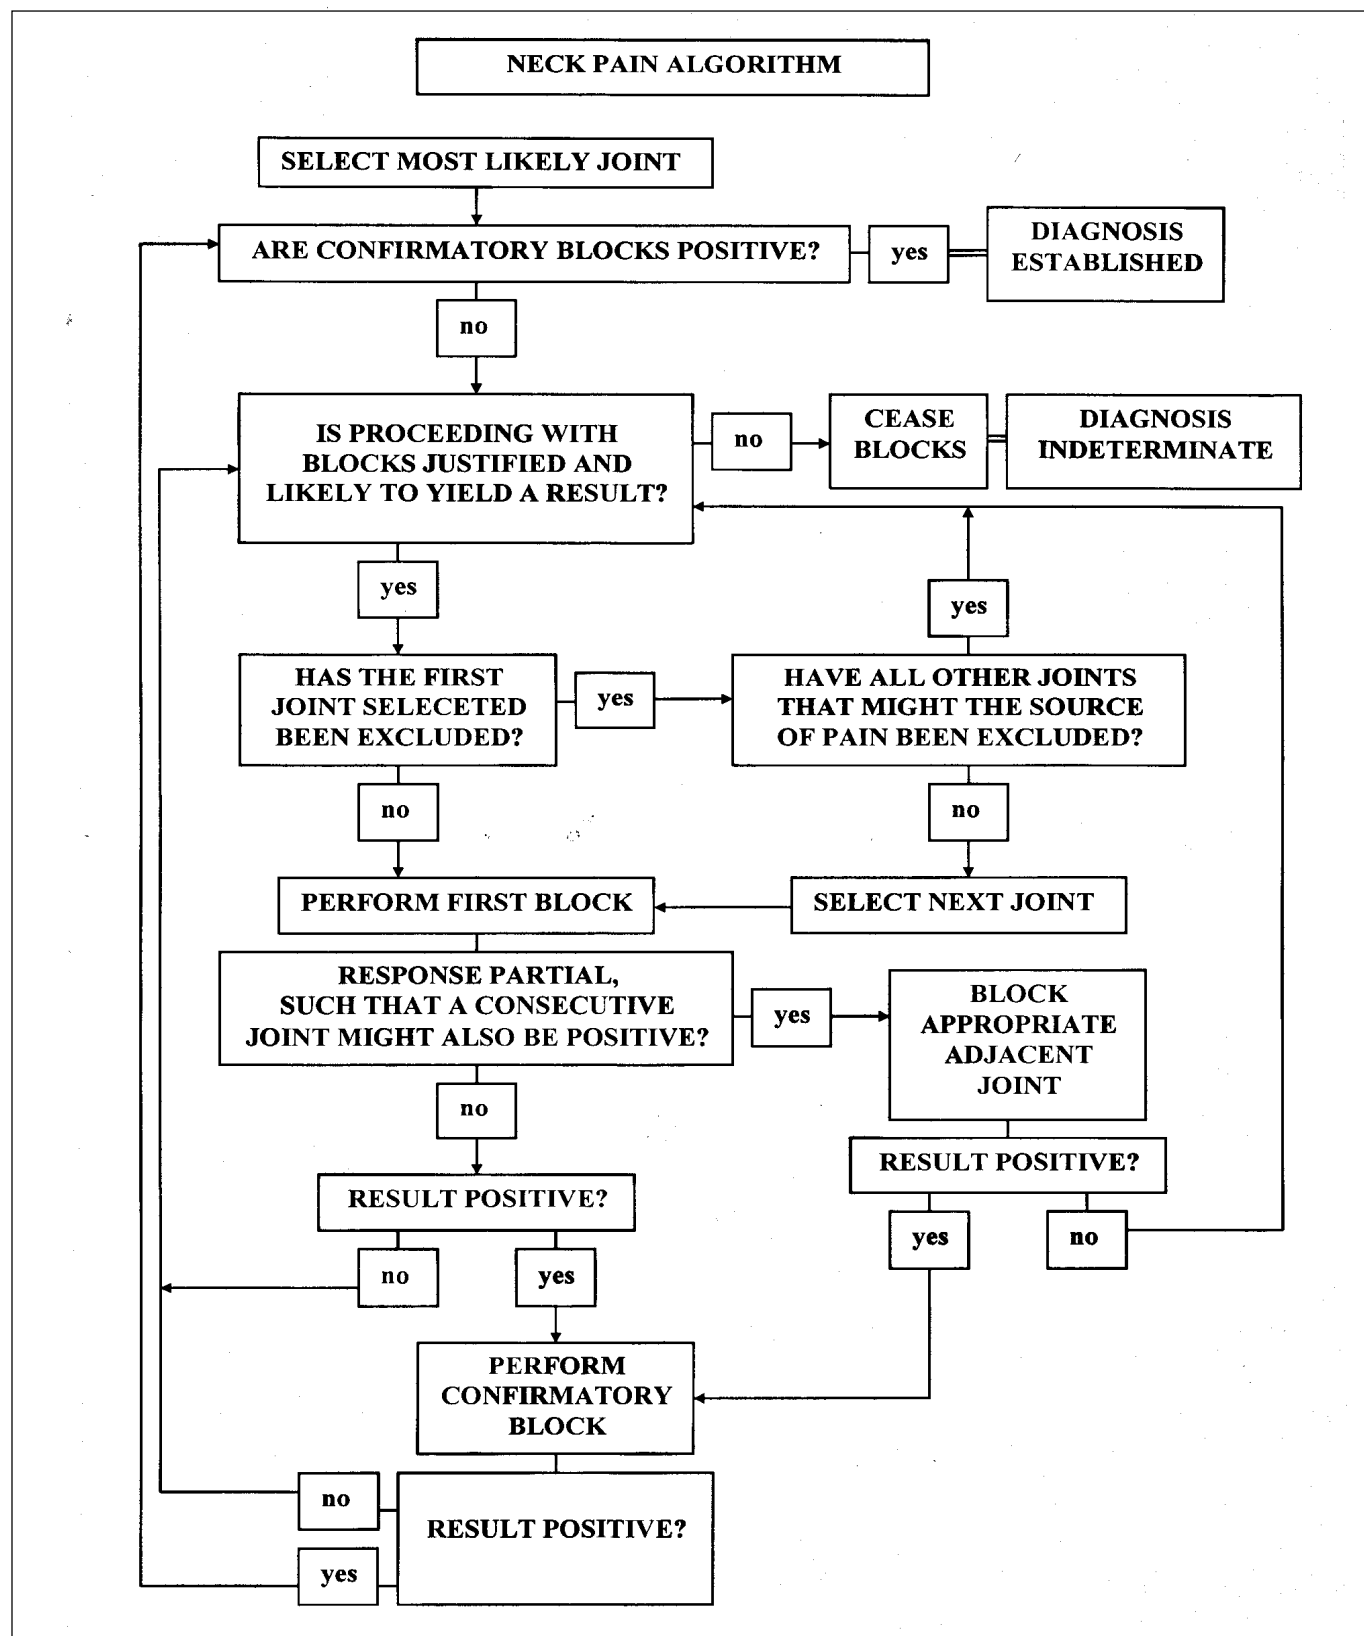 NECK PAIN ALGORITHM
SELECT MOST LIKELY JOINT
ARE CONFIRMATORY BLOCKS POSITIVE?
yes
DIAGNOSIS
ESTABLISHED
no
IS PROCEEDING WITH
BLOCKS JUSTIFIED AND
LIKELY TO YIELD A RESULT?
no
CEASE
BLOCKS
DIAGNOSIS
INDETERMINATE
yes
yes
HAS THE FIRST
JOINT SELECETED
BEEN EXCLUDED?
yes
HAVE ALL OTHER JOINTS
THAT MIGHT THE SOURCE
OF PAIN BEEN EXCLUDED?
no
no
PERFORM FIRST BLOCK
SELECT NEXT JOINT
RESPONSE PARTIAL,
SUCH THAT A CONSECUTIVE
JOINT MIGHT ALSO BE POSITIVE?
yes
BLOCK
APPROPRIATE
ADJACENT
JOINT
no
RESULT POSITIVE?
RESULT POSITIVE?
yes
no
no
yes
PERFORM
CONFIRMATORY
BLOCK
no
RESULT POSITIVE?
yes